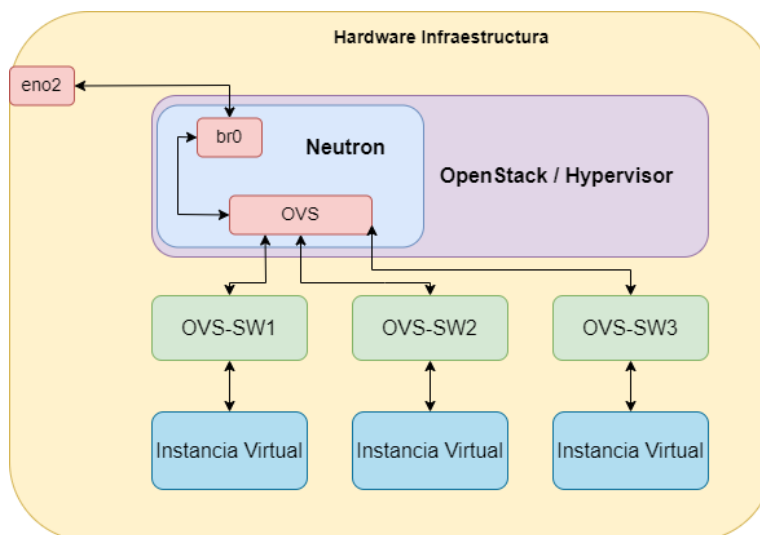 Hardware Infraestructura
eno2
br0
Neutron
OpenStack / Hypervisor
OVS
OVS-SW1
OVS-SW2
OVS-SW3
Instancia Virtual
Instancia Virtual
Instancia Virtual